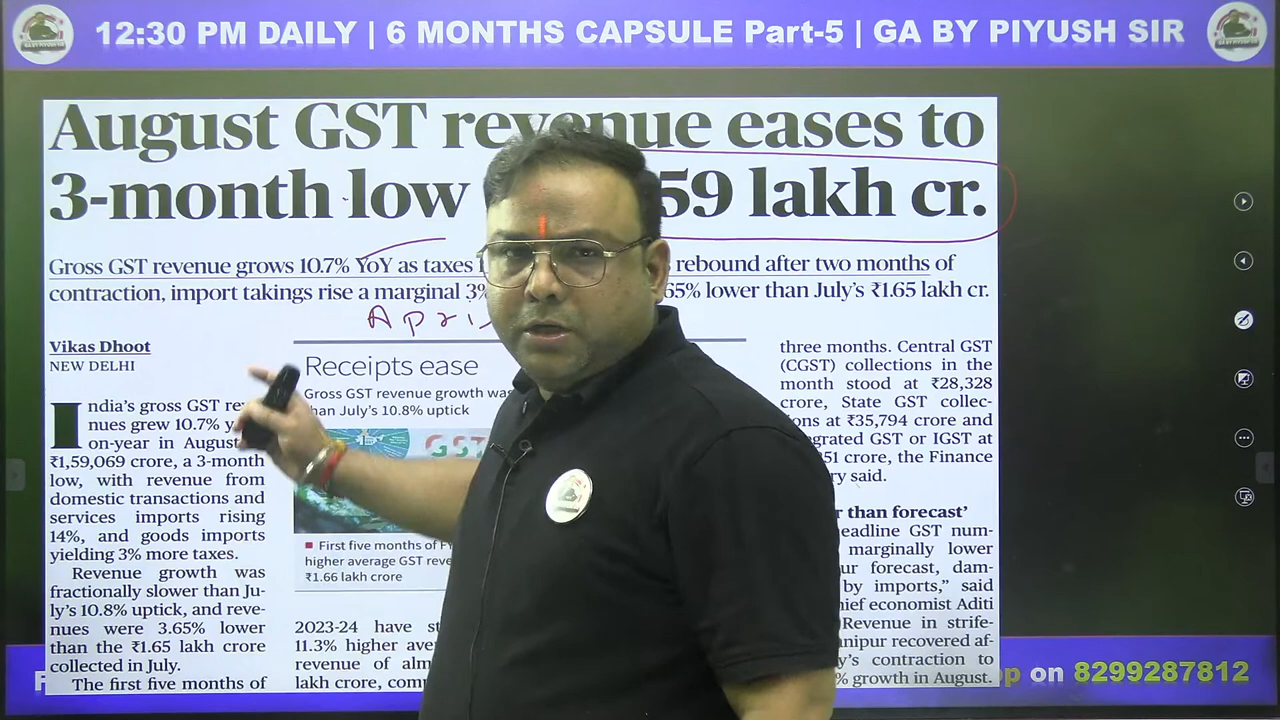 12:30 PM DAILY | 6 MONTHS CAPSULE Part-5 | GA BY PIYUSH SIR
August GST revenue eases to
3-month low 59 lakh cr.
Gross GST revenue grows 10.7% YoY as taxes rebound after two months of
contraction, import takings rise a marginal 3% 65% lower than July's ₹1.65 lakh cr.
Apri
Vikas Dhoot
NEW DELHI
India's gross GST reve-
nues grew 10.7% 
on-year in August
₹1,59,069 crore, a 3-month
low, with revenue from
domestic transactions and
services imports rising
14%, and goods imports
yielding 3% more taxes.
Revenue growth was
fractionally slower than Ju-
ly's 10.8% uptick, and reve-
nues were 3.65% lower
than the ₹1.65 lakh crore
collected in July.
The first five months of
Receipts ease
Gross GST revenue growth was
than July's 10.8% uptick
GST
First five months of
higher average GST
₹1.66 lakh crore
2023-24 have
11.3% higher
revenue of
lakh crore,
three months. Central GST
(CGST) collections in the
month stood at ₹28,328
crore, State GST collec-
tions at ₹35,794 crore and
GST or IGST at
51 crore, the Finance
said.
than forecast'
headline GST num-
marginally lower
forecast, dam-
by imports," said
chief economist Aditi
Revenue in strife-
recovered af-
contraction to
% growth in August.
on 8299287812